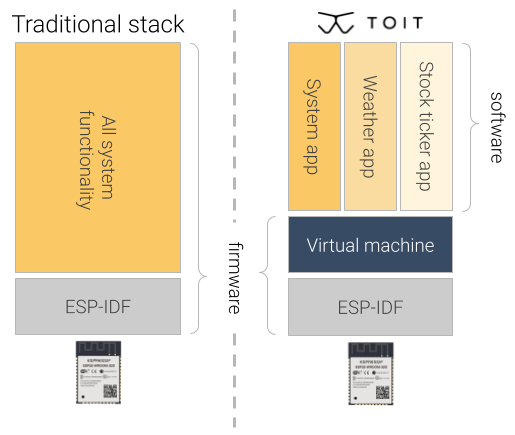 Traditional stack
TOIT
All system
functionality
ESP-IDF
firmware
System app
Weather app
Stock ticker app
software
Virtual machine
ESP-IDF